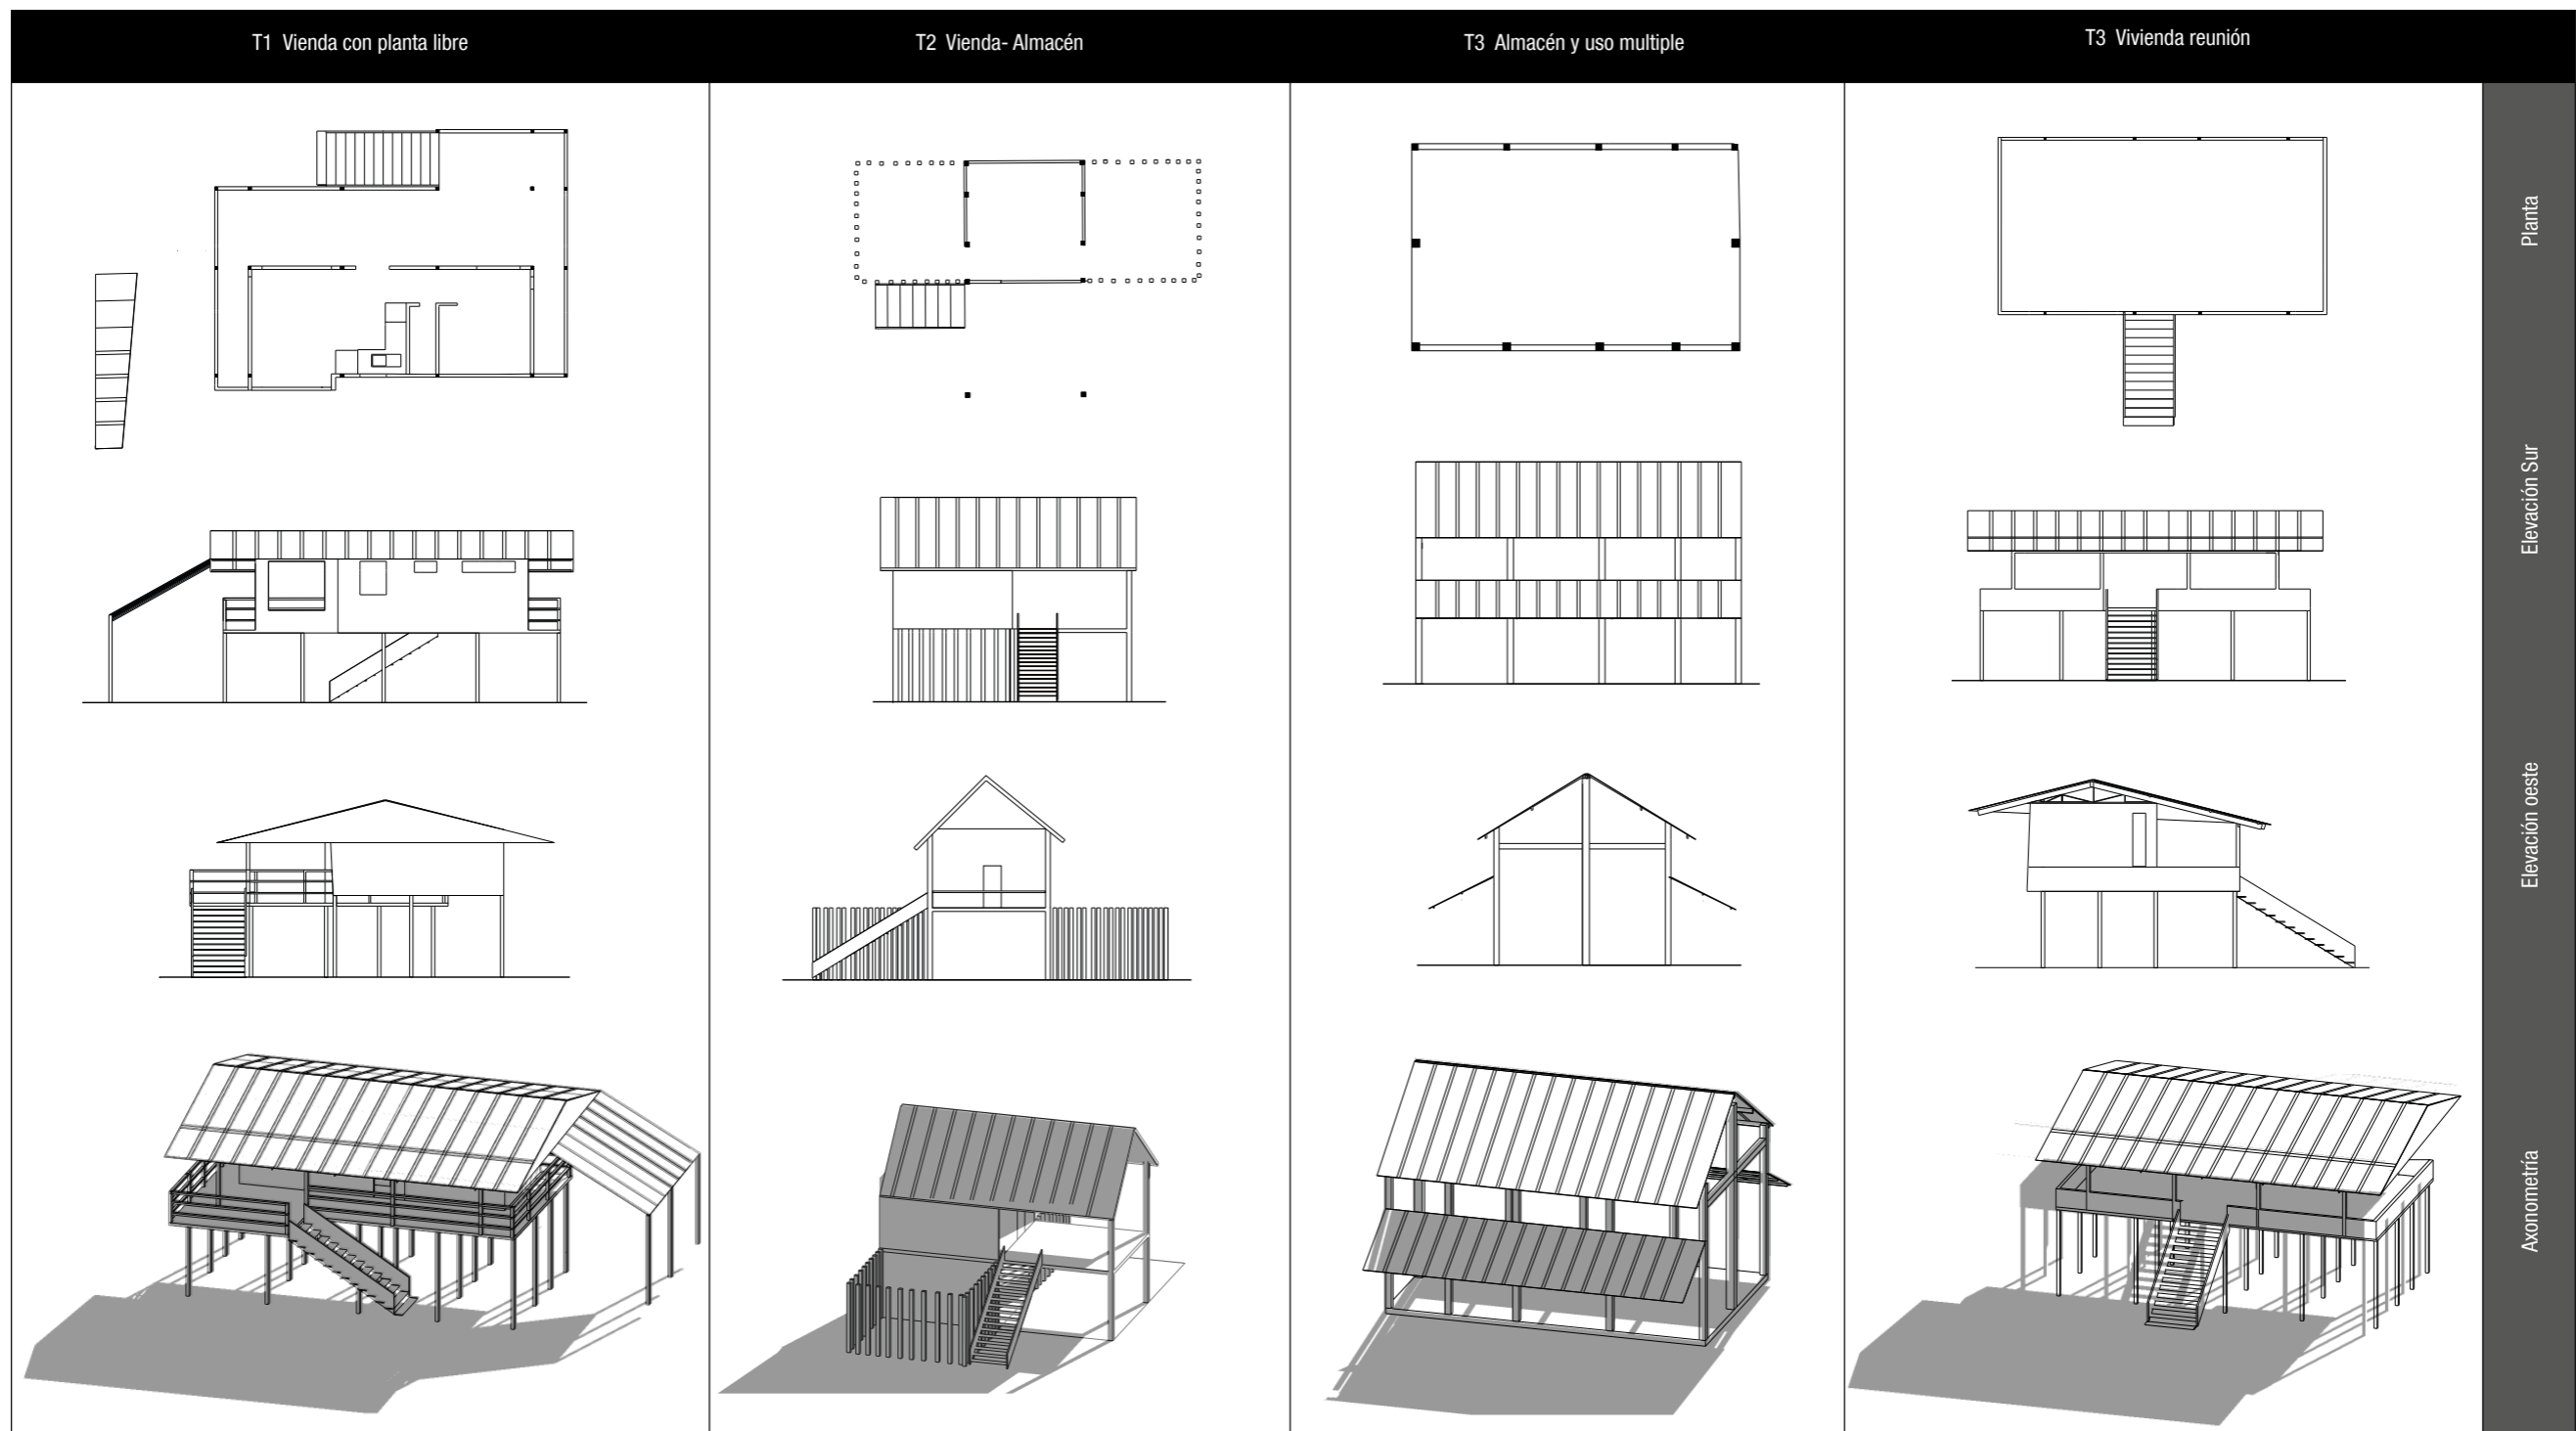 T1 Vienda con planta libre
T2 Vienda- Almacén
T3 Almacén y uso multiple
T3 Vivienda reunión
Planta
Elevación Sur
Elevación oeste
Axonometría